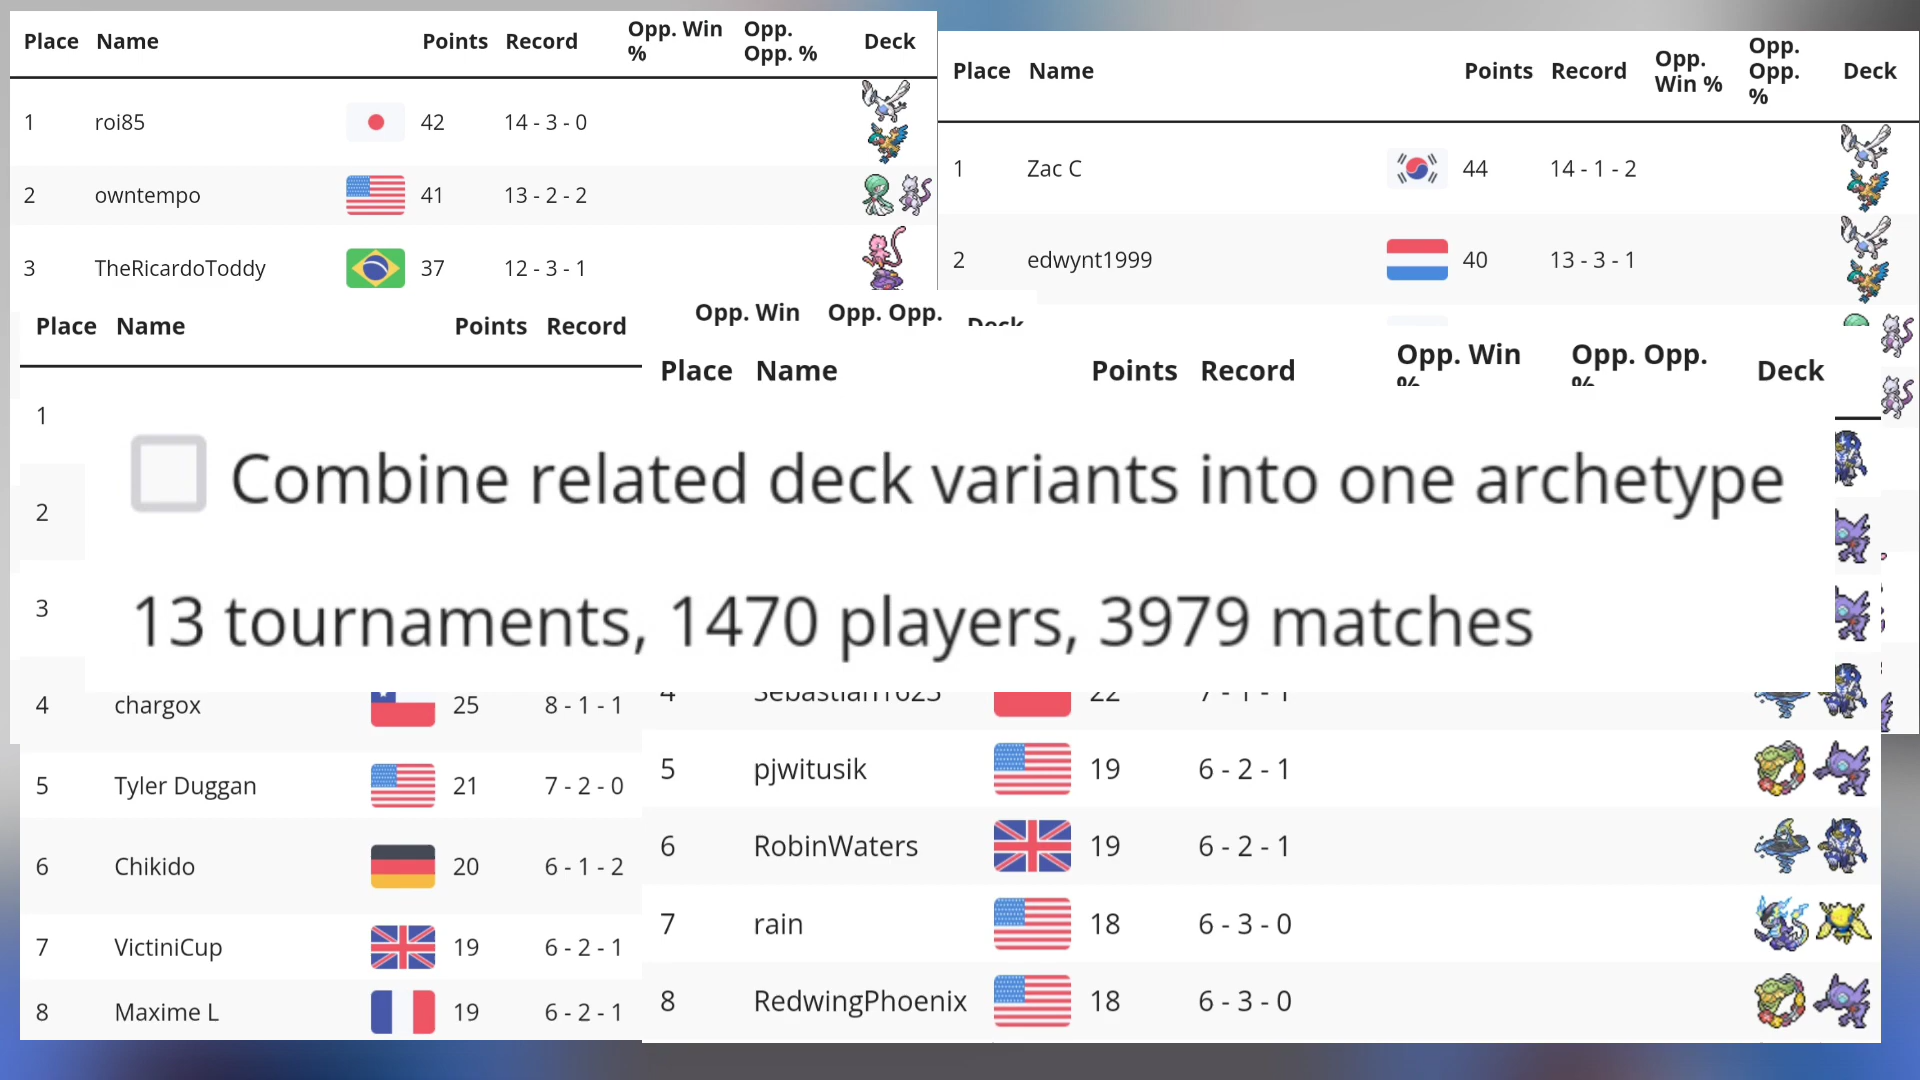 Place Name Points Record Opp. Win % Opp. Opp. % Deck
1 roi85 42 14 - 3 - 0
2 owntempo 41 13 - 2 - 2
3 TheRicardoToddy 37 12 - 3 - 1
Place Name Points Record Opp. Win % Opp. Opp. % Deck
1 Zac C 44 14 - 1 - 2
2 edwynt1999 40 13 - 3 - 1
Place Name Points Record Opp. Win Opp. Opp. Deck
1
2
3
4 chargox 25 8 - 1 - 1
5 Tyler Duggan 21 7 - 2 - 0
6 Chikido 20 6 - 1 - 2
7 VictiniCup 19 6 - 2 - 1
8 Maxime L 19 6 - 2 - 1
Place Name Points Record Opp. Win % Opp. Opp. % Deck
Combine related deck variants into one archetype
13 tournaments, 1470 players, 3979 matches
4 22 7 - 1 - 1
5 pjwitusik 19 6 - 2 - 1
6 RobinWaters 19 6 - 2 - 1
7 rain 18 6 - 3 - 0
8 RedwingPhoenix 18 6 - 3 - 0